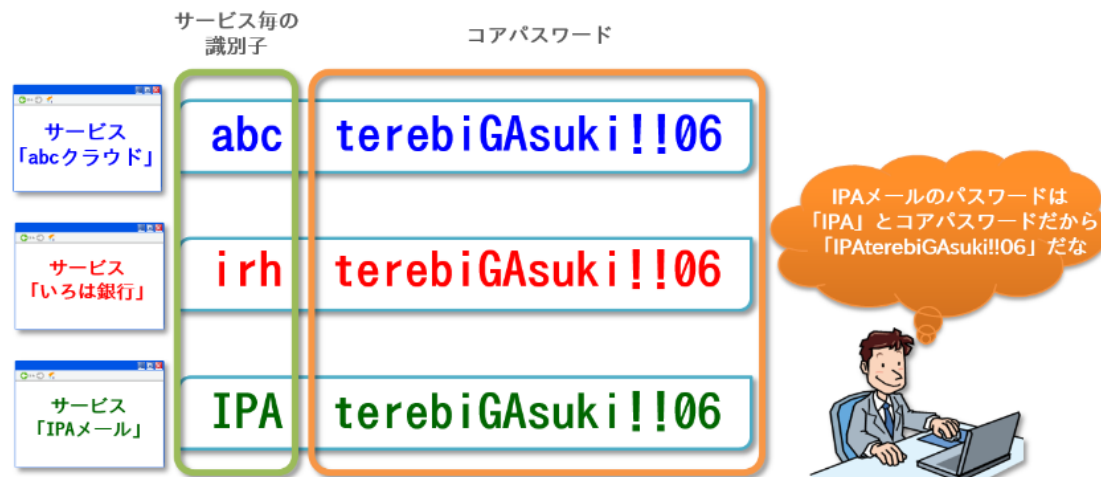 サービス毎の
識別子
コアパスワード
サービス
「abcクラウド」
abc
terebiGAsuki!!06
サービス
「いろは銀行」
irh
terebiGAsuki!!06
サービス
「IPAメール」
IPA
terebiGAsuki!!06
IPAメールのパスワードは
「IPA」とコアパスワードだから
「IPAterebiGAsuki!!06」だな